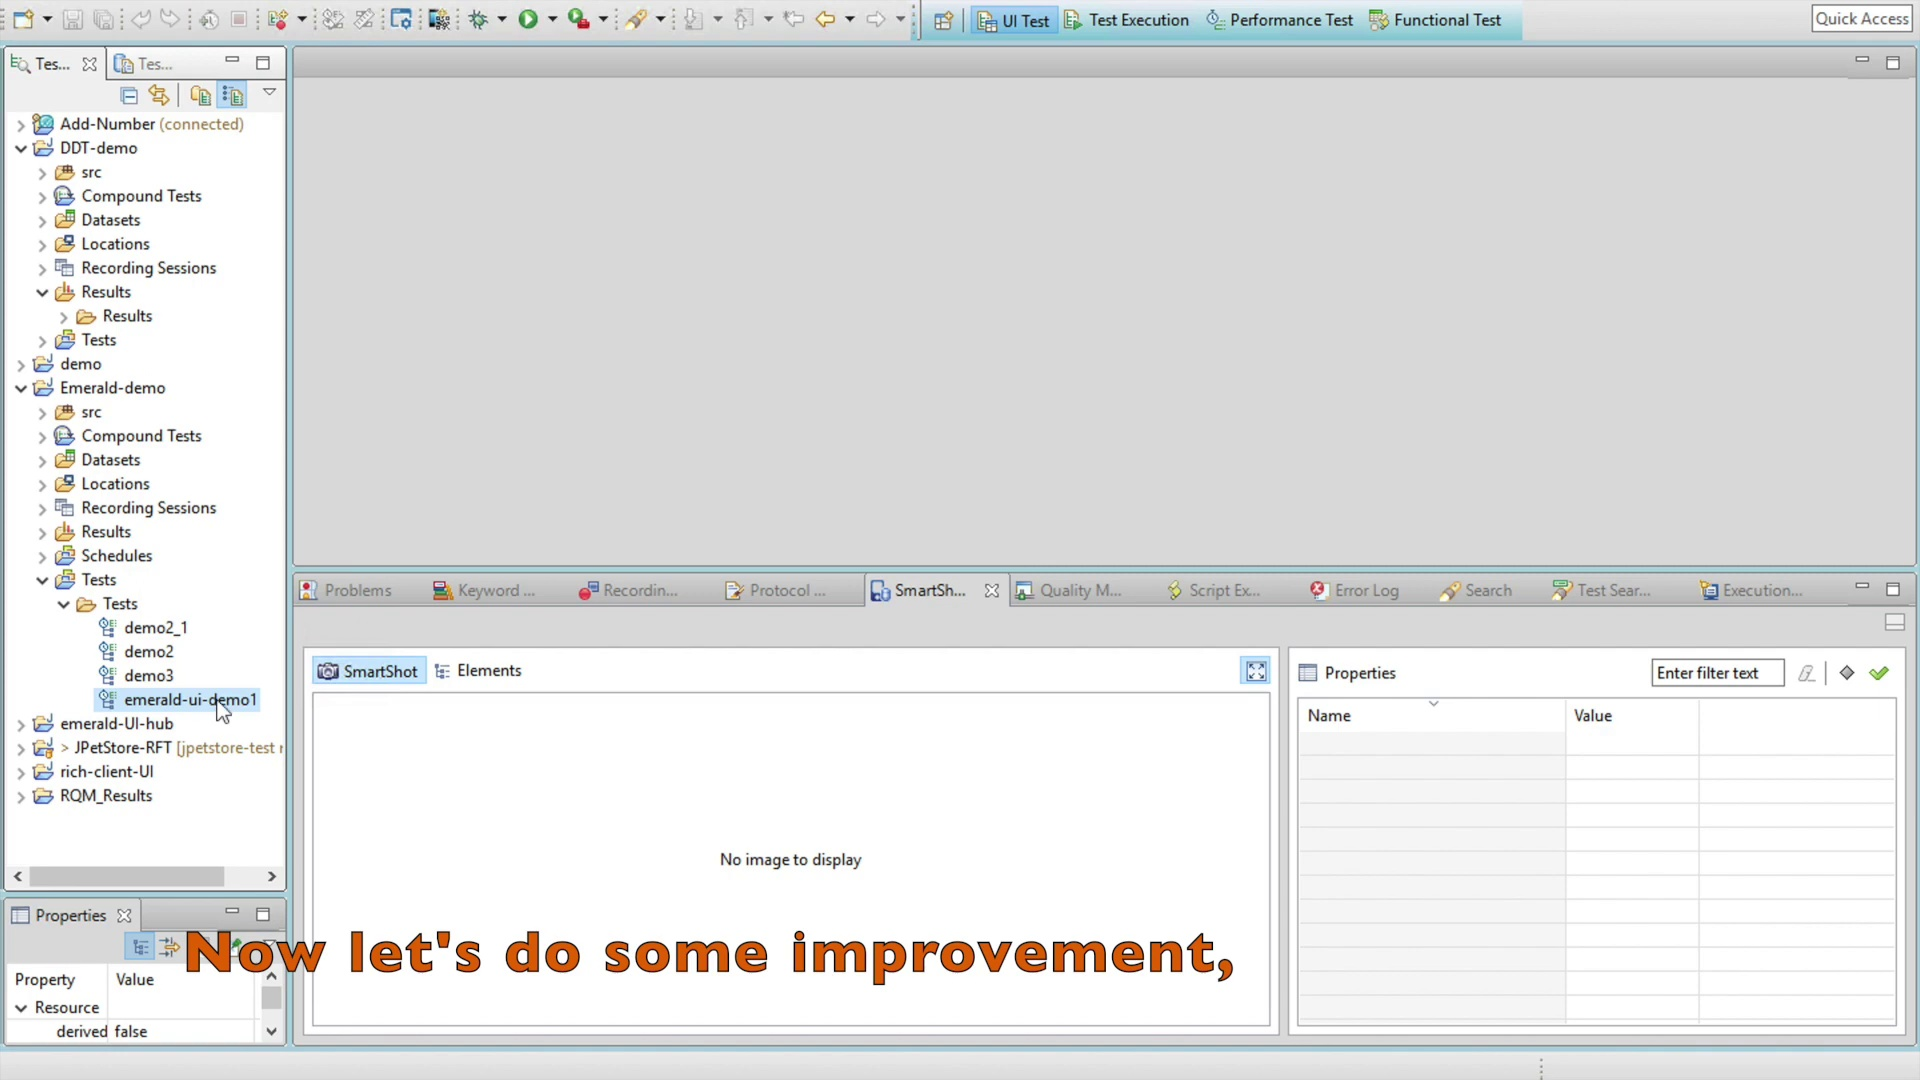 UI Test
Test Execution
Performance Test
Functional Test
Quick Access
Tes...
Tes...
Add-Number (connected)
DDT-demo
src
Compound Tests
Datasets
Locations
Recording Sessions
Results
Results
Tests
demo
Emerald-demo
src
Compound Tests
Datasets
Locations
Recording Sessions
Results
Schedules
Tests
Tests
demo2_1
demo2
demo3
emerald-ui-demo1
emerald-UI-hub
> JPetStore-RFT [jpetstore-test
rich-client-UI
RQM_Results
Problems
Keyword ...
Recordin...
Protocol ...
SmartSh...
Quality M...
Script Ex...
Error Log
Search
Test Sear...
Execution...
SmartShot
Elements
No image to display
Properties
Enter filter text
Name
Value
Properties
Property
Value
Resource
derived
false
Now let's do some improvement,